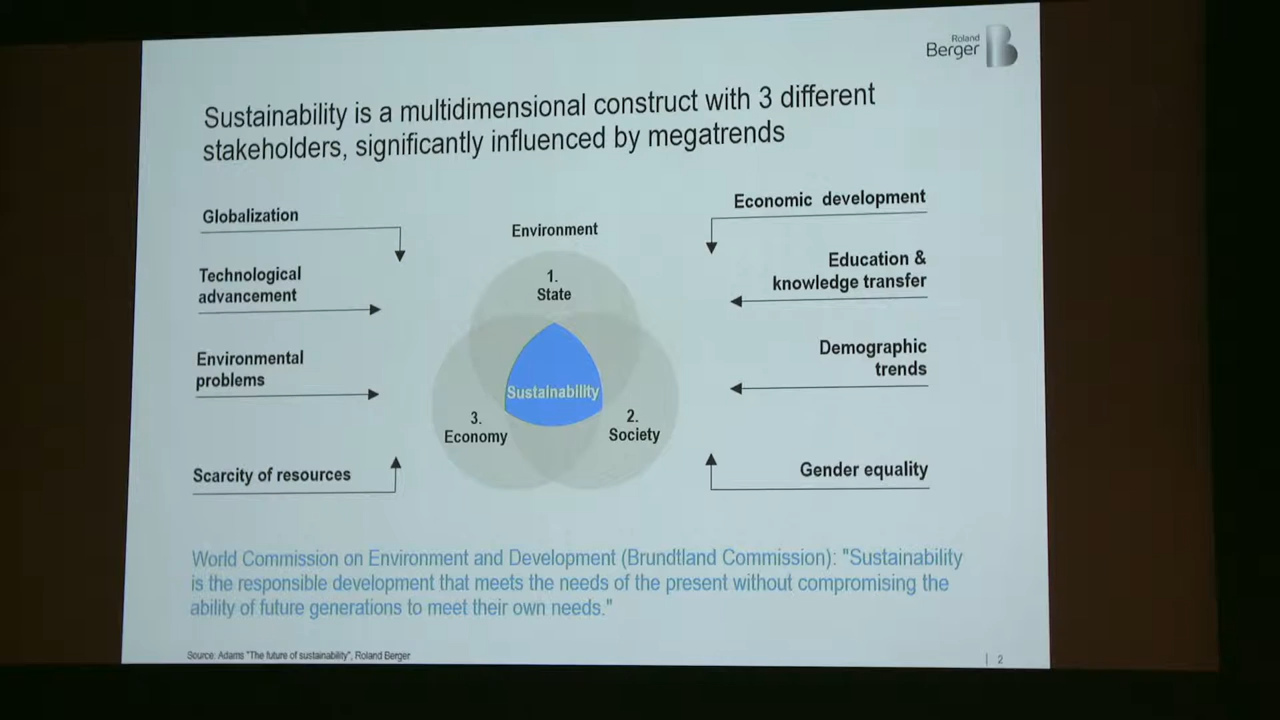 Roland
Berger
Sustainability is a multidimensional construct with 3 different
stakeholders, significantly influenced by megatrends
Globalization
Technological
advancement
Environmental
problems
Scarcity of resources
Environment
1.
State
Sustainability
3.
Economy
2.
Society
Economic development
Education &
knowledge transfer
Demographic
trends
Gender equality
World Commission on Environment and Development (Brundtland Commission): "Sustainability
is the responsible development that meets the needs of the present without compromising the
ability of future generations to meet their own needs."
Source: Adams "The future of sustainability", Roland Berger
2